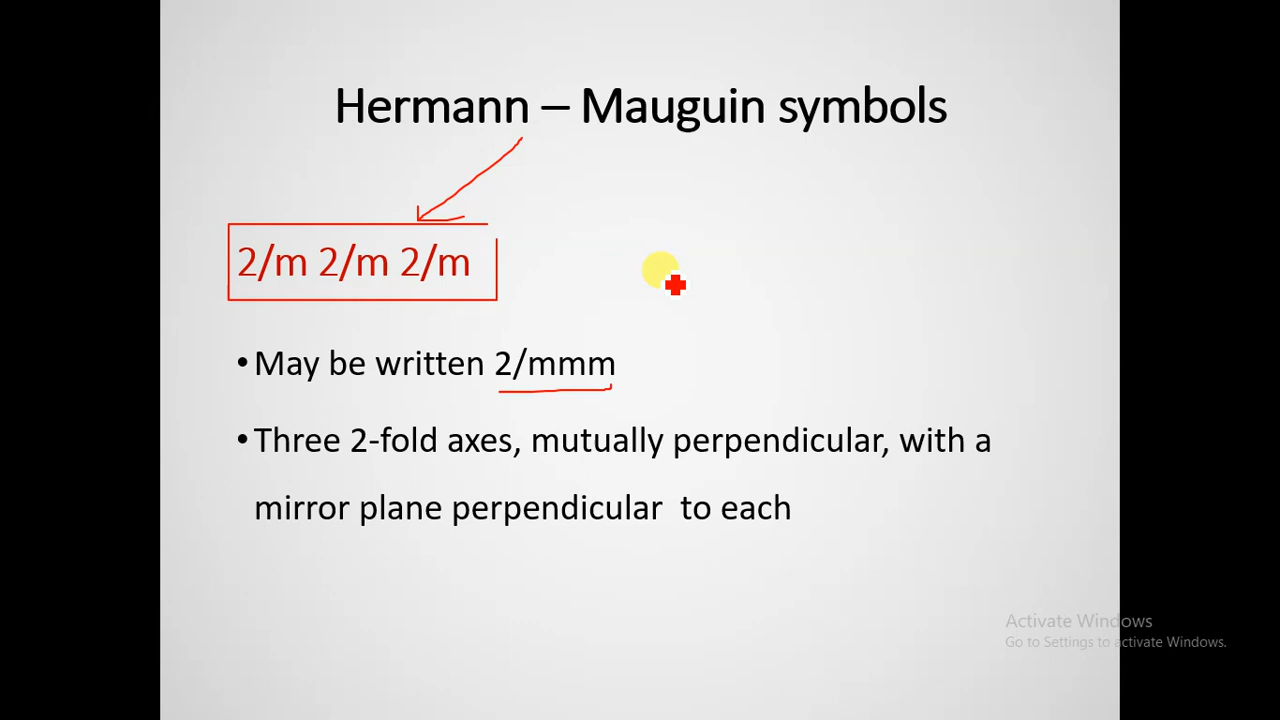 Hermann – Mauguin symbols
2/m 2/m 2/m
• May be written 2/mmm
• Three 2-fold axes, mutually perpendicular, with a
mirror plane perpendicular to each
Activate Windows
Go to Settings to activate Windows.